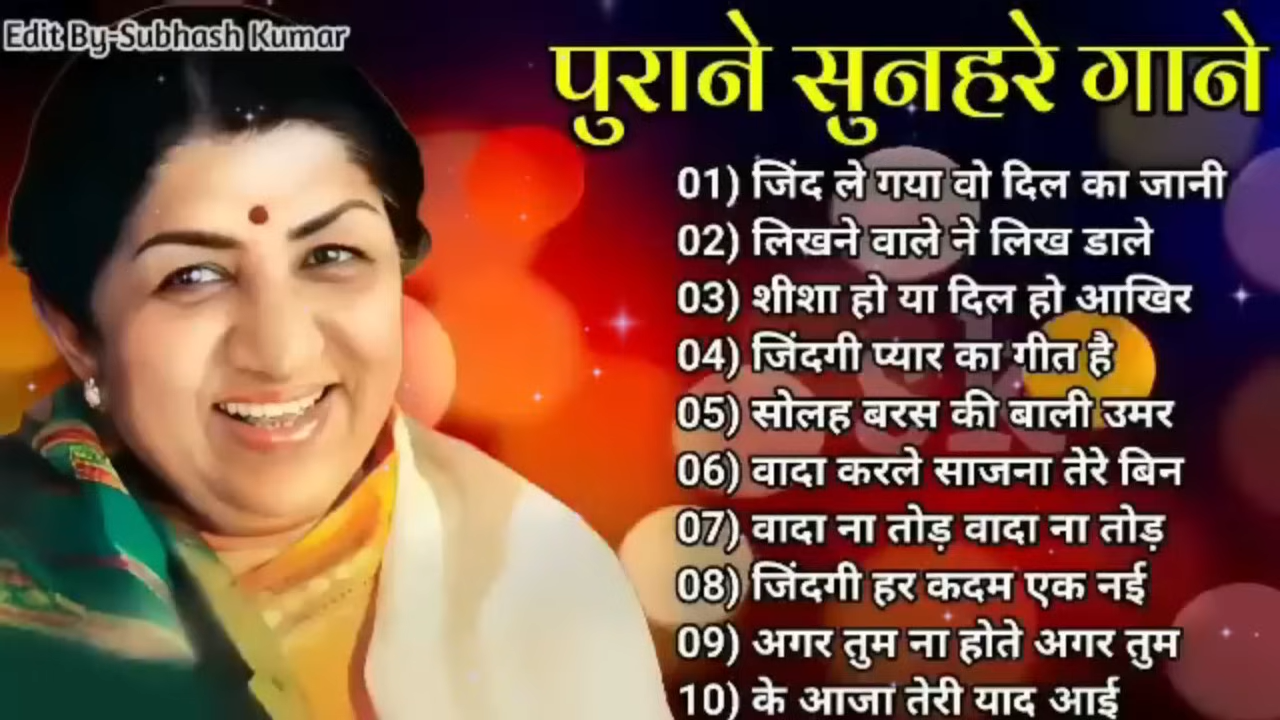 Edit By-Subhash Kumar
पुराने सुनहरे गाने
01) जिंद ले गया वो दिल का जानी
02) लिखने वाले ने लिख डाले
03) शीशा हो या दिल हो आखिर
04) जिंदगी प्यार का गीत है
05) सोलह बरस की बाली उमर
06) वादा करले साजना तेरे बिन
07) वादा ना तोड़ वादा ना तोड़
08) जिंदगी हर कदम एक नई
09) अगर तुम ना होते अगर तुम
10) के आजा तेरी याद आई